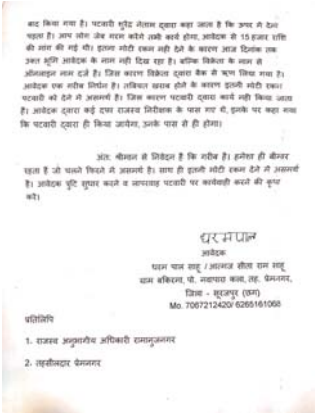 बाद किया गया है। पटवारी सुरेंद्र नेताम द्वारा कहा जाता है कि ऊपर में देना
पड़ता है। आप लोग जेब गरम करेंगे तभी कार्य होगा, आवेदक से 15 हजार राशि
की मांग की गई थी। इतना मोटी रकम नही देने के कारण आज दिनांक तक
उक्त भूमि आवेदक के नाम नहीं दिख रहा है। बल्कि विक्रेता के नाम से
ऑनलाइन नाम दर्ज है। जिस कारण विक्रेता द्वारा बैंक से ऋण लिया गया है।
आवेदक एक गरीब निर्धन है। तबियत खराब होने के कारण इतनी मोटी रकम
पटवारी को देने में असमर्थ है। जिस कारण पटवारी द्वारा कार्य नहीं किया जाता
है। आवेदक द्वारा कई दफा राजस्व निरीक्षक के पास गए थे, इनके पर कहा गया
कि पटवारी द्वारा ही किया जायेगा, उनके पास से ही होगा।
अंत: श्रीमान से निवेदन है कि गरीब है। हमेशा ही बीमार
रहता है जो चलने फिरने में असमर्थ है। साथ ही इतनी मोटी रकम देने में असमर्थ
है। आवेदक त्रुटि सुधार करने व लापरवाह पटवारी पर कार्यवाही करने की कृपा
करें।
धरमपाल
आवेदक
धरम पाल साहू / आत्मज सीता राम साहू
ग्राम बकिरमा, पो. नवापारा कला, तह. प्रेमनगर,
जिला - सूरजपुर (छग)
Mo. 7067212420/ 6265161068
प्रतिलिपि
1. राजस्व अनुभागीय अधिकारी रामानुजनगर
2. तहसीलदार प्रेमनगर